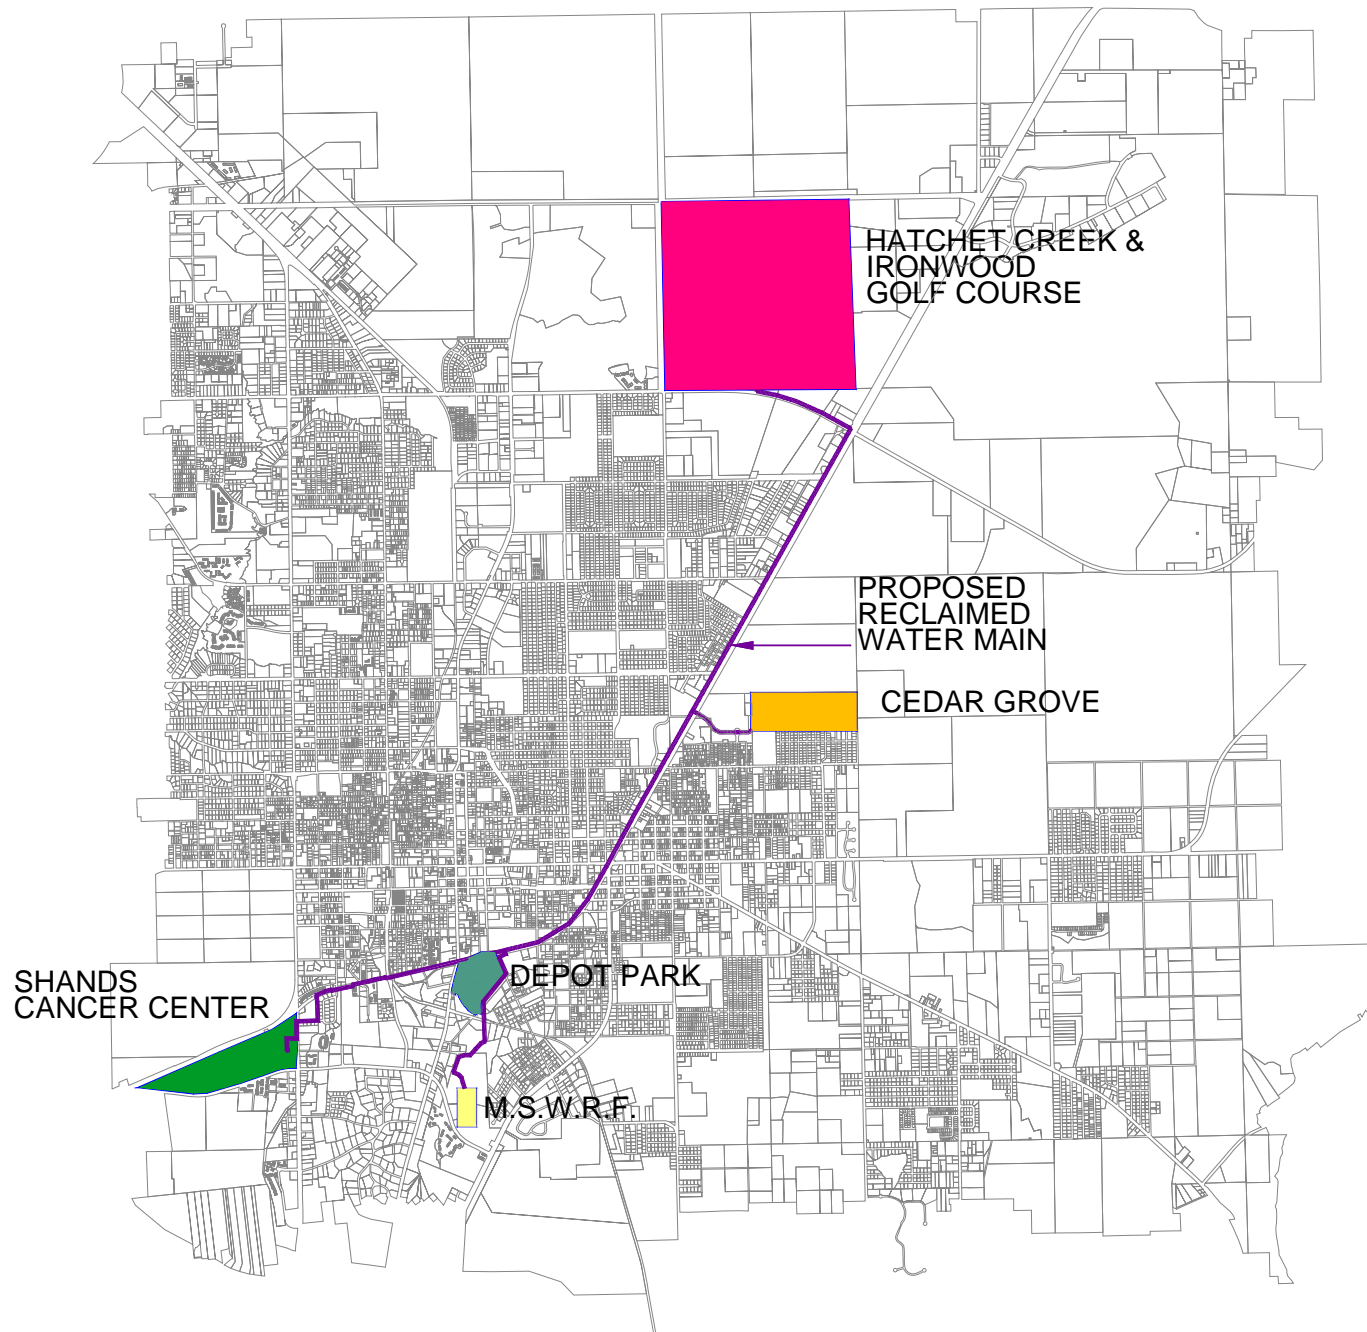 HATCHET CREEK &
IRONWOOD
GOLF COURSE
PROPOSED
RECLAIMED
WATER MAIN
CEDAR GROVE
SHANDS
CANCER CENTER
DEPOT PARK
M.S.W.R.F.